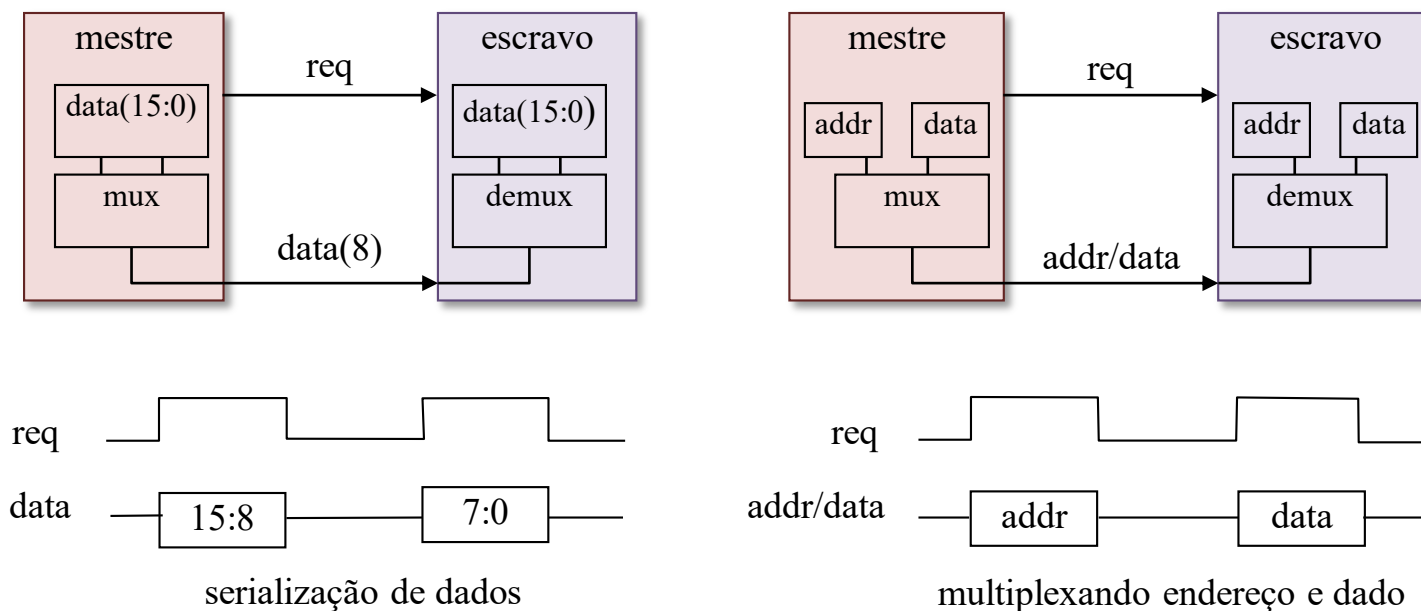 mestre
escravo
req
data(15:0)
data(15:0)
mux
demux
data(8)
req
data
15:8
7:0
serialização de dados
mestre
escravo
req
addr
data
addr
data
mux
demux
addr/data
req
addr/data
addr
data
multiplexando endereço e dado